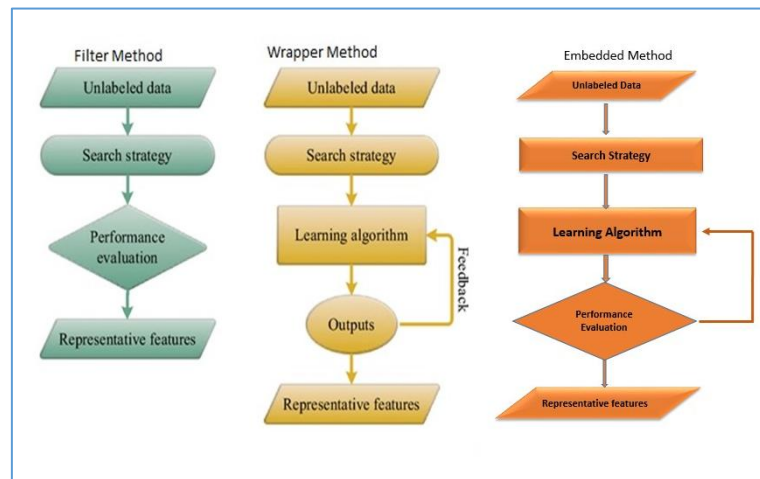 Filter Method
Unlabeled data
Search strategy
Performance
evaluation
Representative features
Wrapper Method
Unlabeled data
Search strategy
Learning algorithm
Feedback
Outputs
Representative features
Embedded Method
Unlabeled Data
Search Strategy
Learning Algorithm
Performance
Evaluation
Representative features